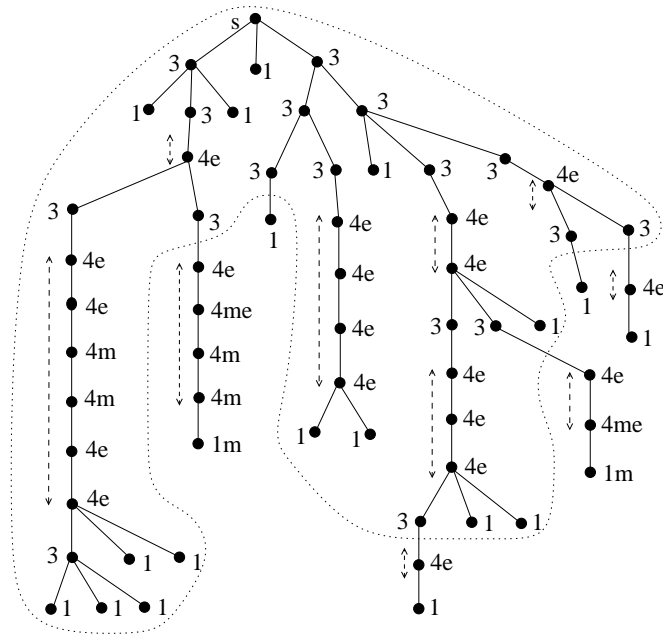 s
3 1 3
1 3 1 3 3
4e 3 3 1 3 3 4e
3 3 1 4e 4e 3 3
4e 4e 4e 4e 1 4e
4e 4me 4e 3 3 1 1
4m 4m 4e 4e 4e
4m 4m 1 1 4e 4me
4e 1m 4e 1m
4e 3 1 1
3 1 1 4e
1 1 1 1